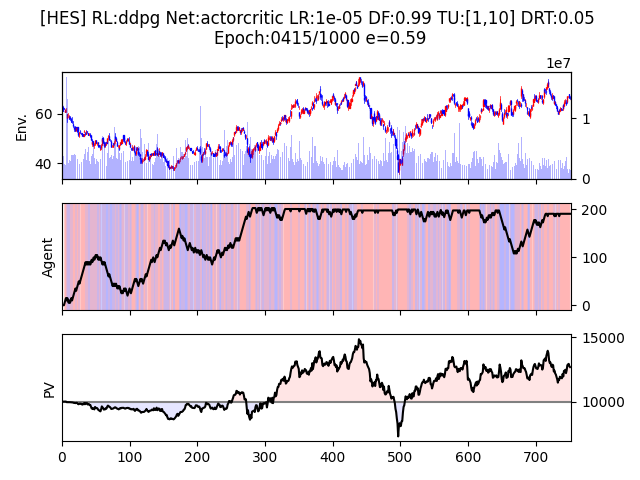 [HES] RL:ddpg Net:actorcritic LR:1e-05 DF:0.99 TU:[1,10] DRT:0.05
Epoch:0415/1000 e=0.59
1e7
Env.
60
40
1
0
Agent
200
100
0
PV
15000
10000
0 100 200 300 400 500 600 700